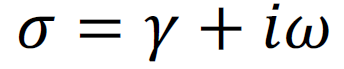 σ = γ + iω